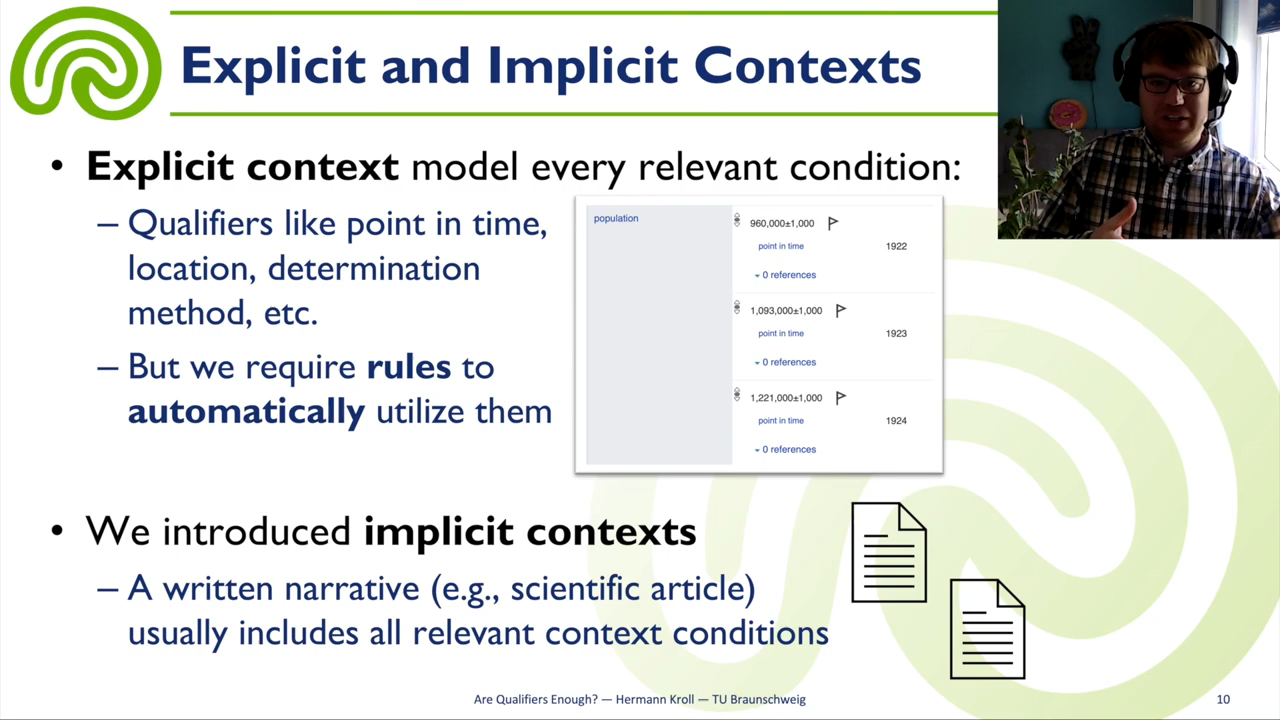 Explicit and Implicit Contexts
• Explicit context model every relevant condition:
– Qualifiers like point in time,
location, determination
method, etc.
– But we require rules to
automatically utilize them
population
960,000±1,000
point in time 1922
0 references
1,093,000±1,000
point in time 1923
0 references
1,221,000±1,000
point in time 1924
0 references
• We introduced implicit contexts
– A written narrative (e.g., scientific article)
usually includes all relevant context conditions
Are Qualifiers Enough? — Hermann Kroll — TU Braunschweig 10